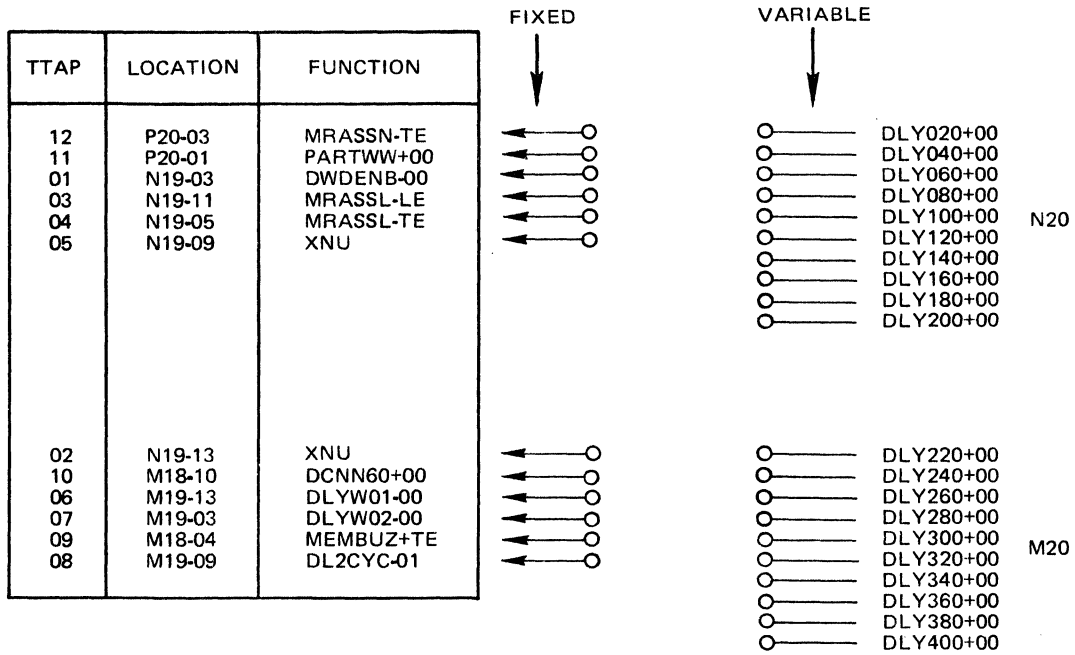 FIXED VARIABLE
TTAP LOCATION FUNCTION
12 P20-03 MRASSN-TE DLY020+00
11 P20-01 PARTWW+00 DLY040+00
01 N19-03 DWDENB-00 DLY060+00
03 N19-11 MRASSL-LE DLY080+00
04 N19-05 MRASSL-TE DLY100+00 N20
05 N19-09 XNU DLY120+00
DLY140+00
DLY160+00
DLY180+00
DLY200+00
02 N19-13 XNU DLY220+00
10 M18-10 DCNN60+00 DLY240+00
06 M19-13 DLYW01-00 DLY260+00
07 M19-03 DLYW02-00 DLY280+00
09 M18-04 MEMBUZ+TE DLY300+00 M20
08 M19-09 DL2CYC-01 DLY320+00
DLY340+00
DLY360+00
DLY380+00
DLY400+00